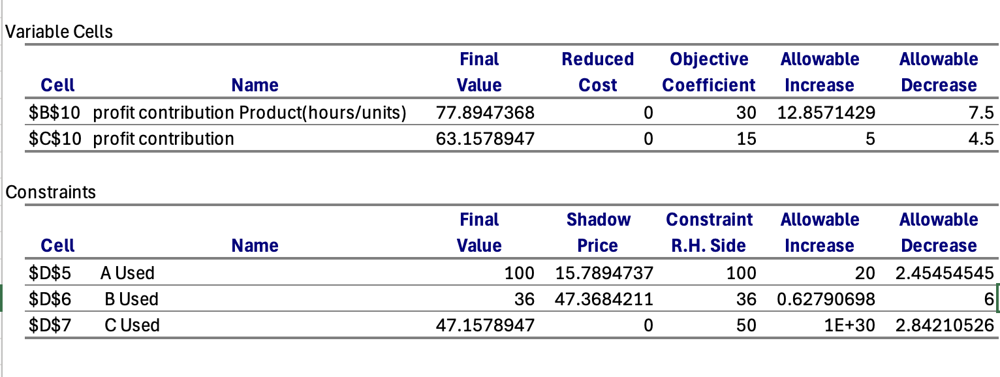 Variable Cells
Final Reduced Objective Allowable Allowable
Cell Name Value Cost Coefficient Increase Decrease
$B$10 profit contribution Product(hours/units) 77.8947368 0 30 12.8571429 7.5
$C$10 profit contribution 63.1578947 0 15 5 4.5
Constraints
Final Shadow Constraint Allowable Allowable
Cell Name Value Price R.H. Side Increase Decrease
$D$5 A Used 100 15.7894737 100 20 2.45454545
$D$6 B Used 36 47.3684211 36 0.62790698 6
$D$7 C Used 47.1578947 0 50 1E+30 2.84210526